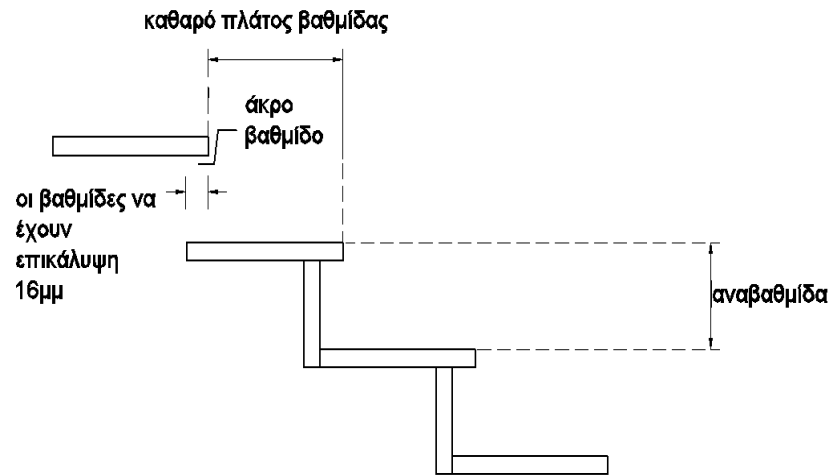 καθαρό πλάτος βαθμίδας
άκρο
βαθμίδο
οι βαθμίδες να
έχουν
επικάλυψη
16μμ
αναβαθμίδα